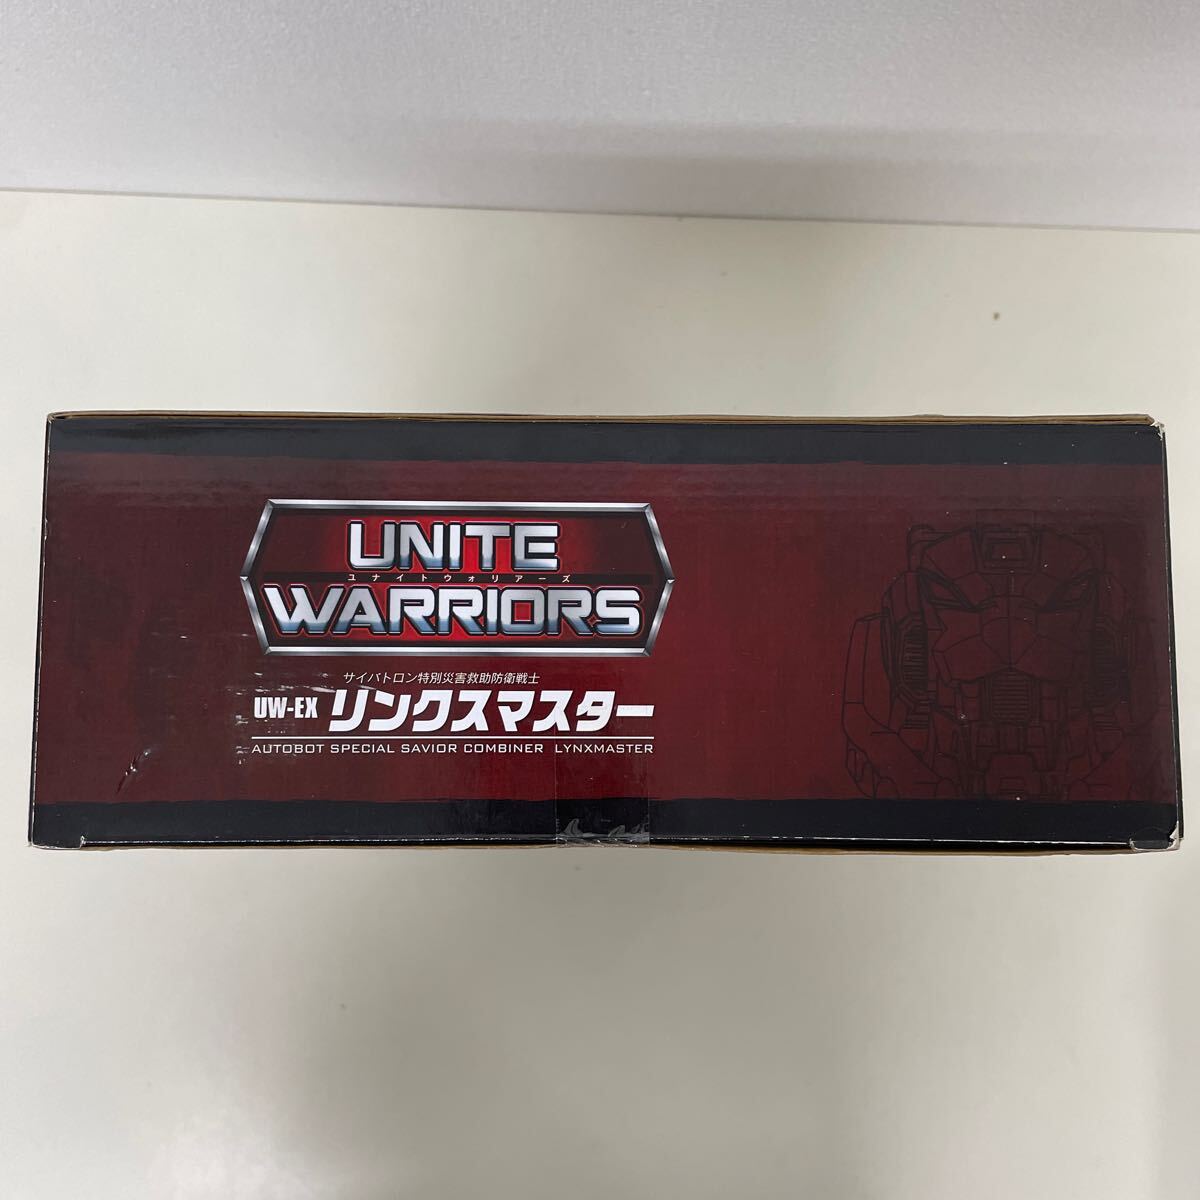 UNITE
ユナイトウォリアーズ
WARRIORS
サイバトロン特別災害救助防衛戦士
UW-EX リンクスマスター
AUTOBOT SPECIAL SAVIOR COMBINER LYNXMASTER